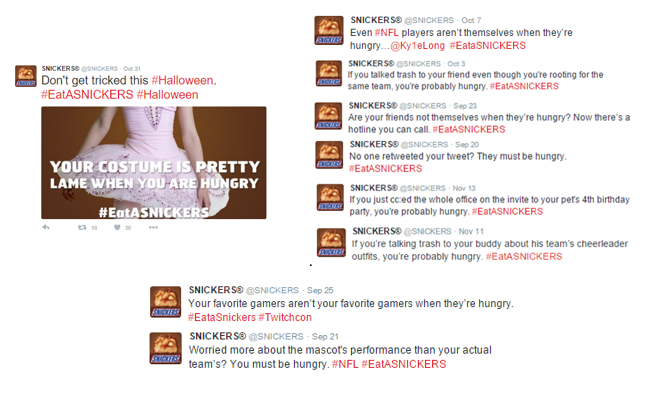 SNICKERS® @SNICKERS · Oct 31
Don't get tricked this #Halloween.
#EatASNICKERS #Halloween
YOUR COSTUME IS PRETTY
LAME WHEN YOU ARE HUNGRY
#EatASNICKERS
SNICKERS® @SNICKERS · Oct 7
Even #NFL players aren't themselves when they're
hungry...@Ky1eLong #EataSNICKERS
SNICKERS® @SNICKERS · Oct 3
If you talked trash to your friend even though you're rooting for the
same team, you're probably hungry. #EATASNICKERS
SNICKERS® @SNICKERS · Sep 23
Are your friends not themselves when they're hungry? Now there's a
hotline you can call. #EatASNICKERS
SNICKERS® @SNICKERS · Sep 20
No one retweeted your tweet? They must be hungry.
#EatASNICKERS
SNICKERS® @SNICKERS · Nov 13
If you just cc:ed the whole office on the invite to your pet's 4th birthday
party, you're probably hungry. #EatASNICKERS
SNICKERS® @SNICKERS · Nov 11
If you're talking trash to your buddy about his team's cheerleader
outfits, you're probably hungry. #EatASNICKERS
SNICKERS® @SNICKERS · Sep 25
Your favorite gamers aren't your favorite gamers when they're hungry.
#EataSnickers #Twitchcon
SNICKERS® @SNICKERS · Sep 21
Worried more about the mascot's performance than your actual
team's? You must be hungry. #NFL #EatASNICKERS